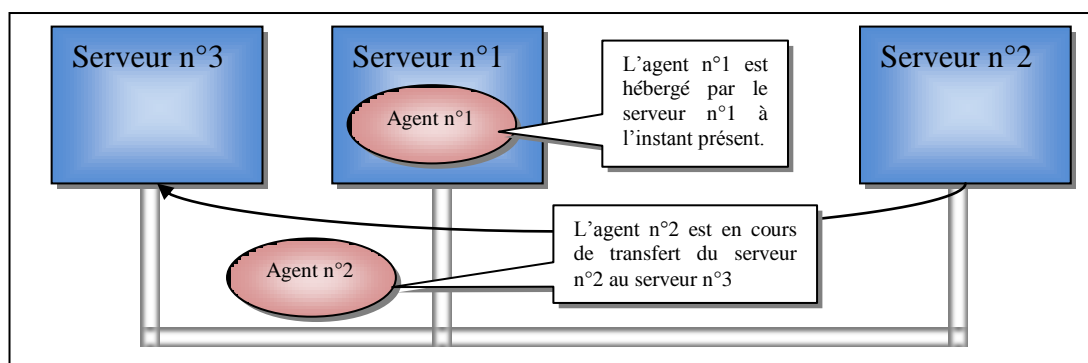 Serveur n°3
Serveur n°1
Serveur n°2
Agent n°1
L’agent n°1 est
hébergé par le
serveur n°1 à
l’instant présent.
Agent n°2
L’agent n°2 est en cours
de transfert du serveur
n°2 au serveur n°3